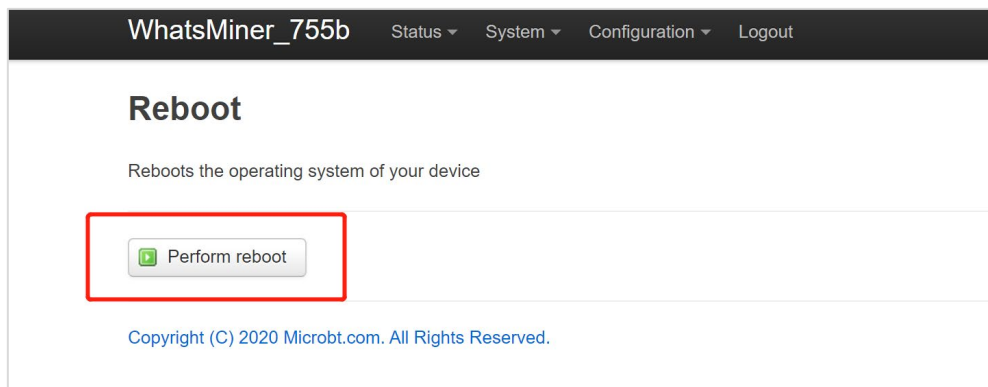 WhatsMiner_755b Status System Configuration Logout
Reboot
Reboots the operating system of your device
Perform reboot
Copyright (C) 2020 Microbt.com. All Rights Reserved.